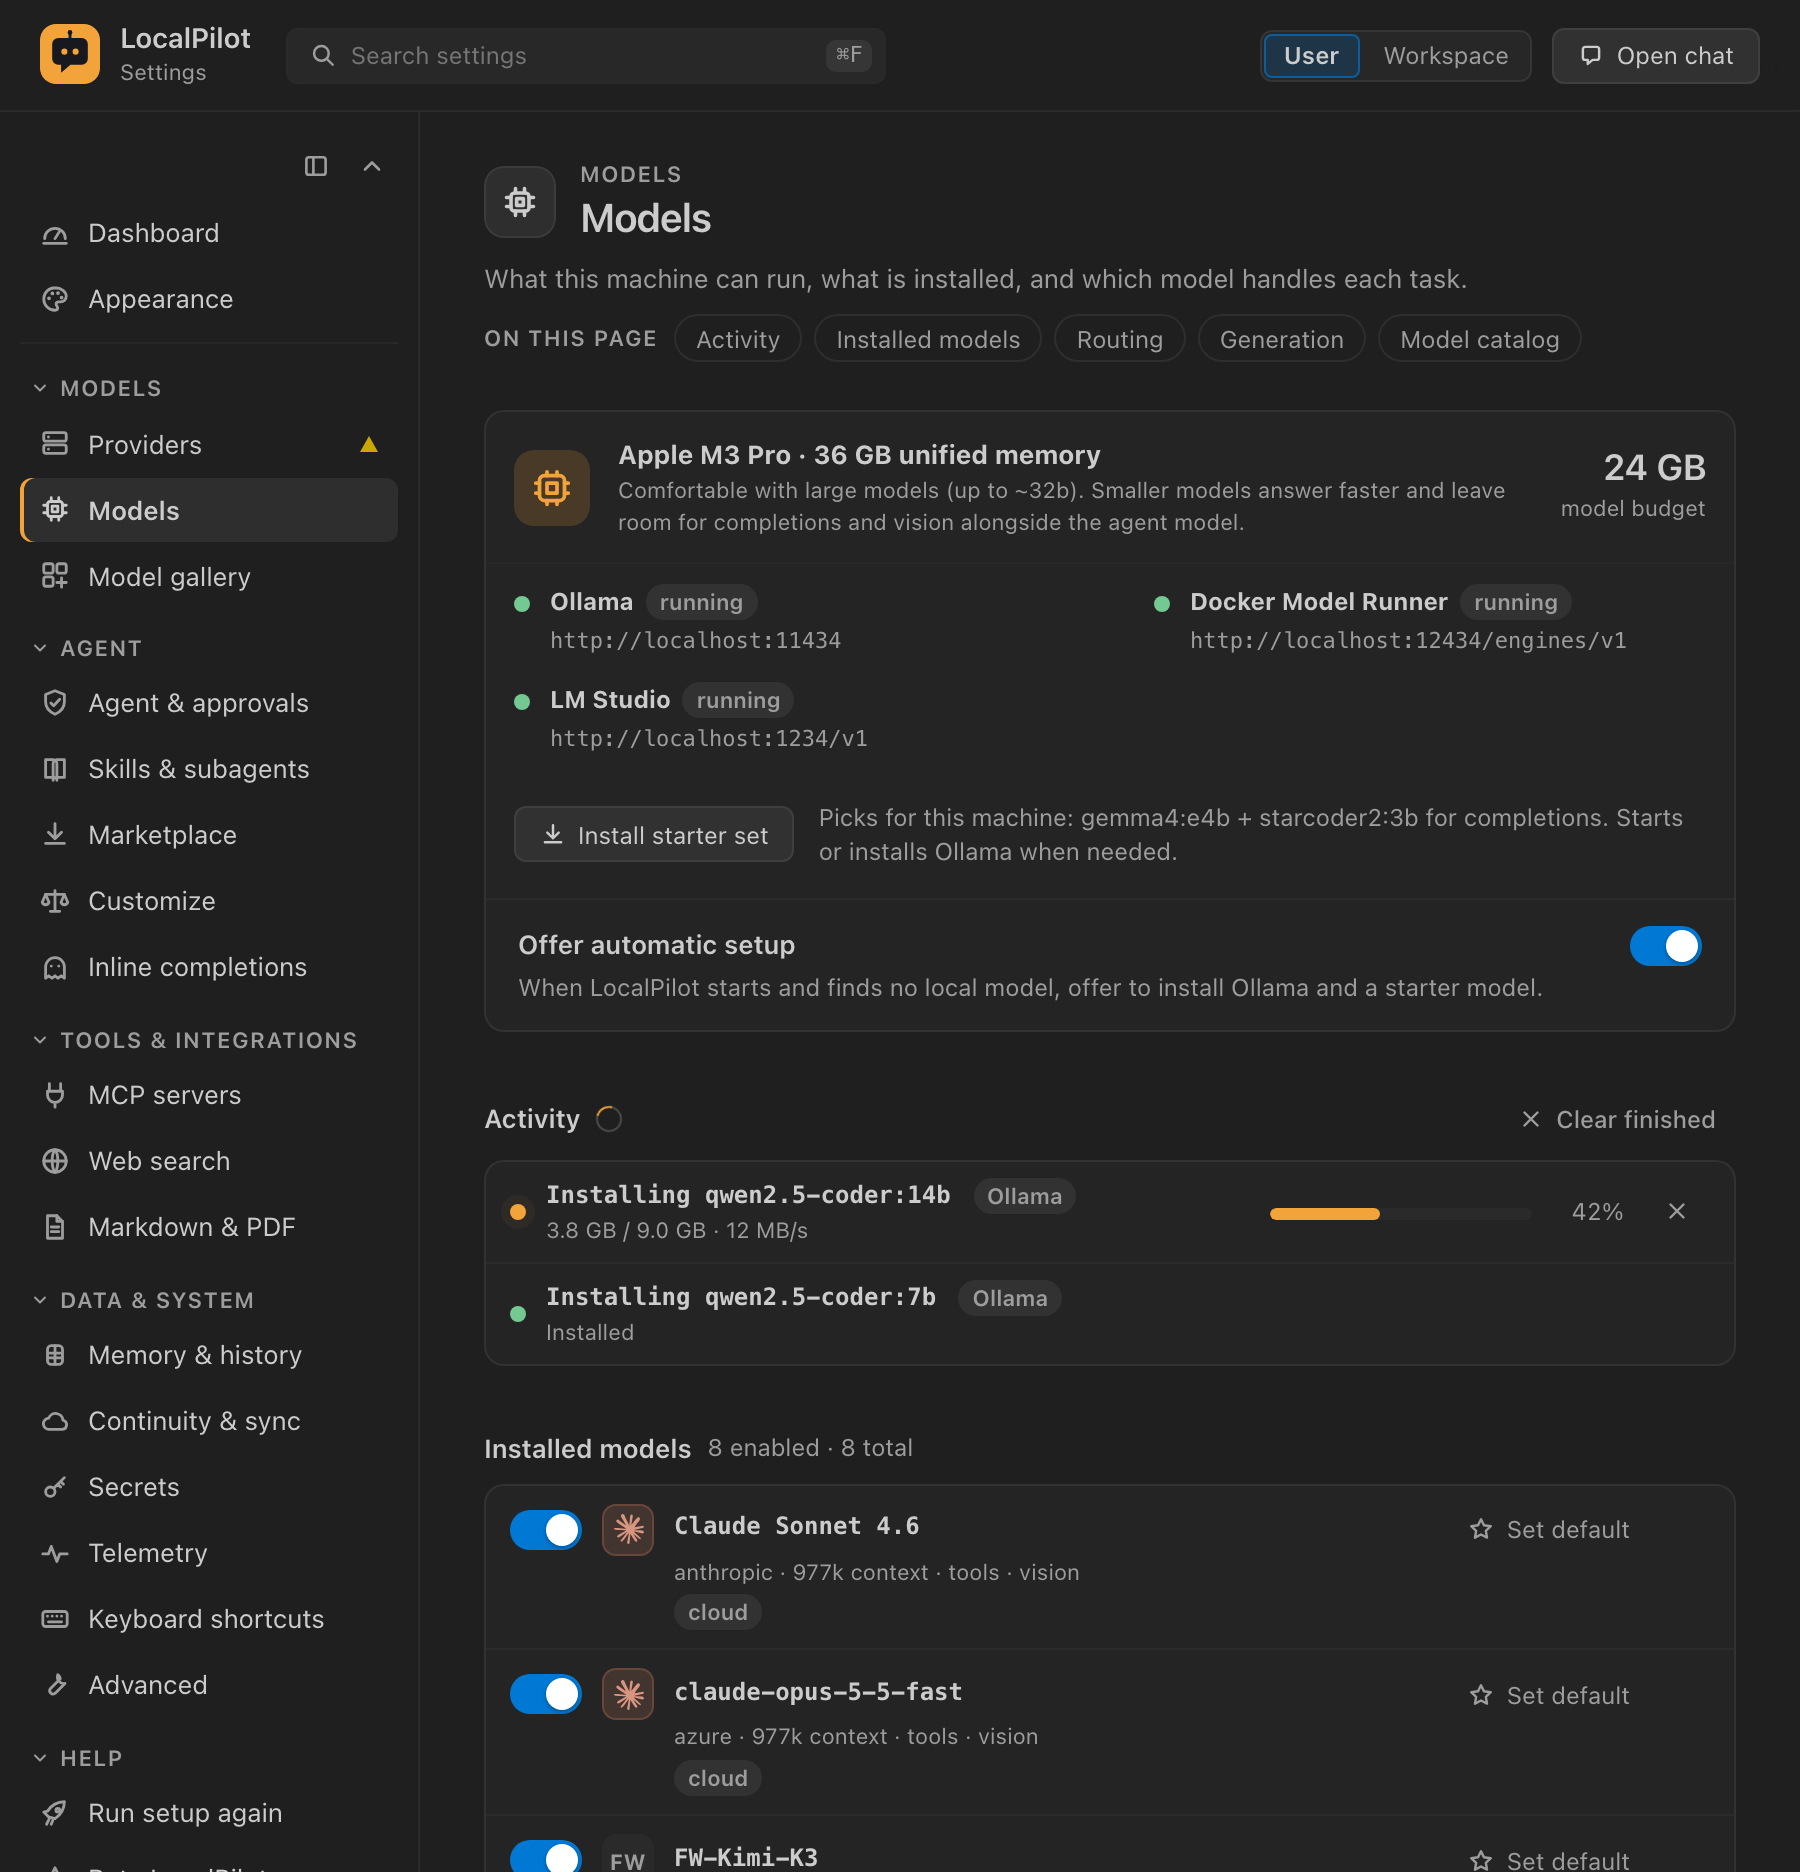 LocalPilot
Settings
Search settings
⌘F
User
Workspace
Open chat
Dashboard
Appearance
MODELS
Providers
Models
Model gallery
AGENT
Agent & approvals
Skills & subagents
Marketplace
Customize
Inline completions
TOOLS & INTEGRATIONS
MCP servers
Web search
Markdown & PDF
DATA & SYSTEM
Memory & history
Continuity & sync
Secrets
Telemetry
Keyboard shortcuts
Advanced
HELP
Run setup again
MODELS
Models
What this machine can run, what is installed, and which model handles each task.
ON THIS PAGE
Activity
Installed models
Routing
Generation
Model catalog
Apple M3 Pro · 36 GB unified memory
Comfortable with large models (up to ~32b). Smaller models answer faster and leave
room for completions and vision alongside the agent model.
24 GB
model budget
Ollama running
http://localhost:11434
Docker Model Runner running
http://localhost:12434/engines/v1
LM Studio running
http://localhost:1234/v1
Install starter set
Picks for this machine: gemma4:e4b + starcoder2:3b for completions. Starts
or installs Ollama when needed.
Offer automatic setup
When LocalPilot starts and finds no local model, offer to install Ollama and a starter model.
Activity
Clear finished
Installing qwen2.5-coder:14b Ollama
3.8 GB / 9.0 GB · 12 MB/s
42%
Installing qwen2.5-coder:7b Ollama
Installed
Installed models 8 enabled · 8 total
Claude Sonnet 4.6
anthropic · 977k context · tools · vision
cloud
Set default
claude-opus-5-5-fast
azure · 977k context · tools · vision
cloud
Set default
FW
FW-Kimi-K3
Set default